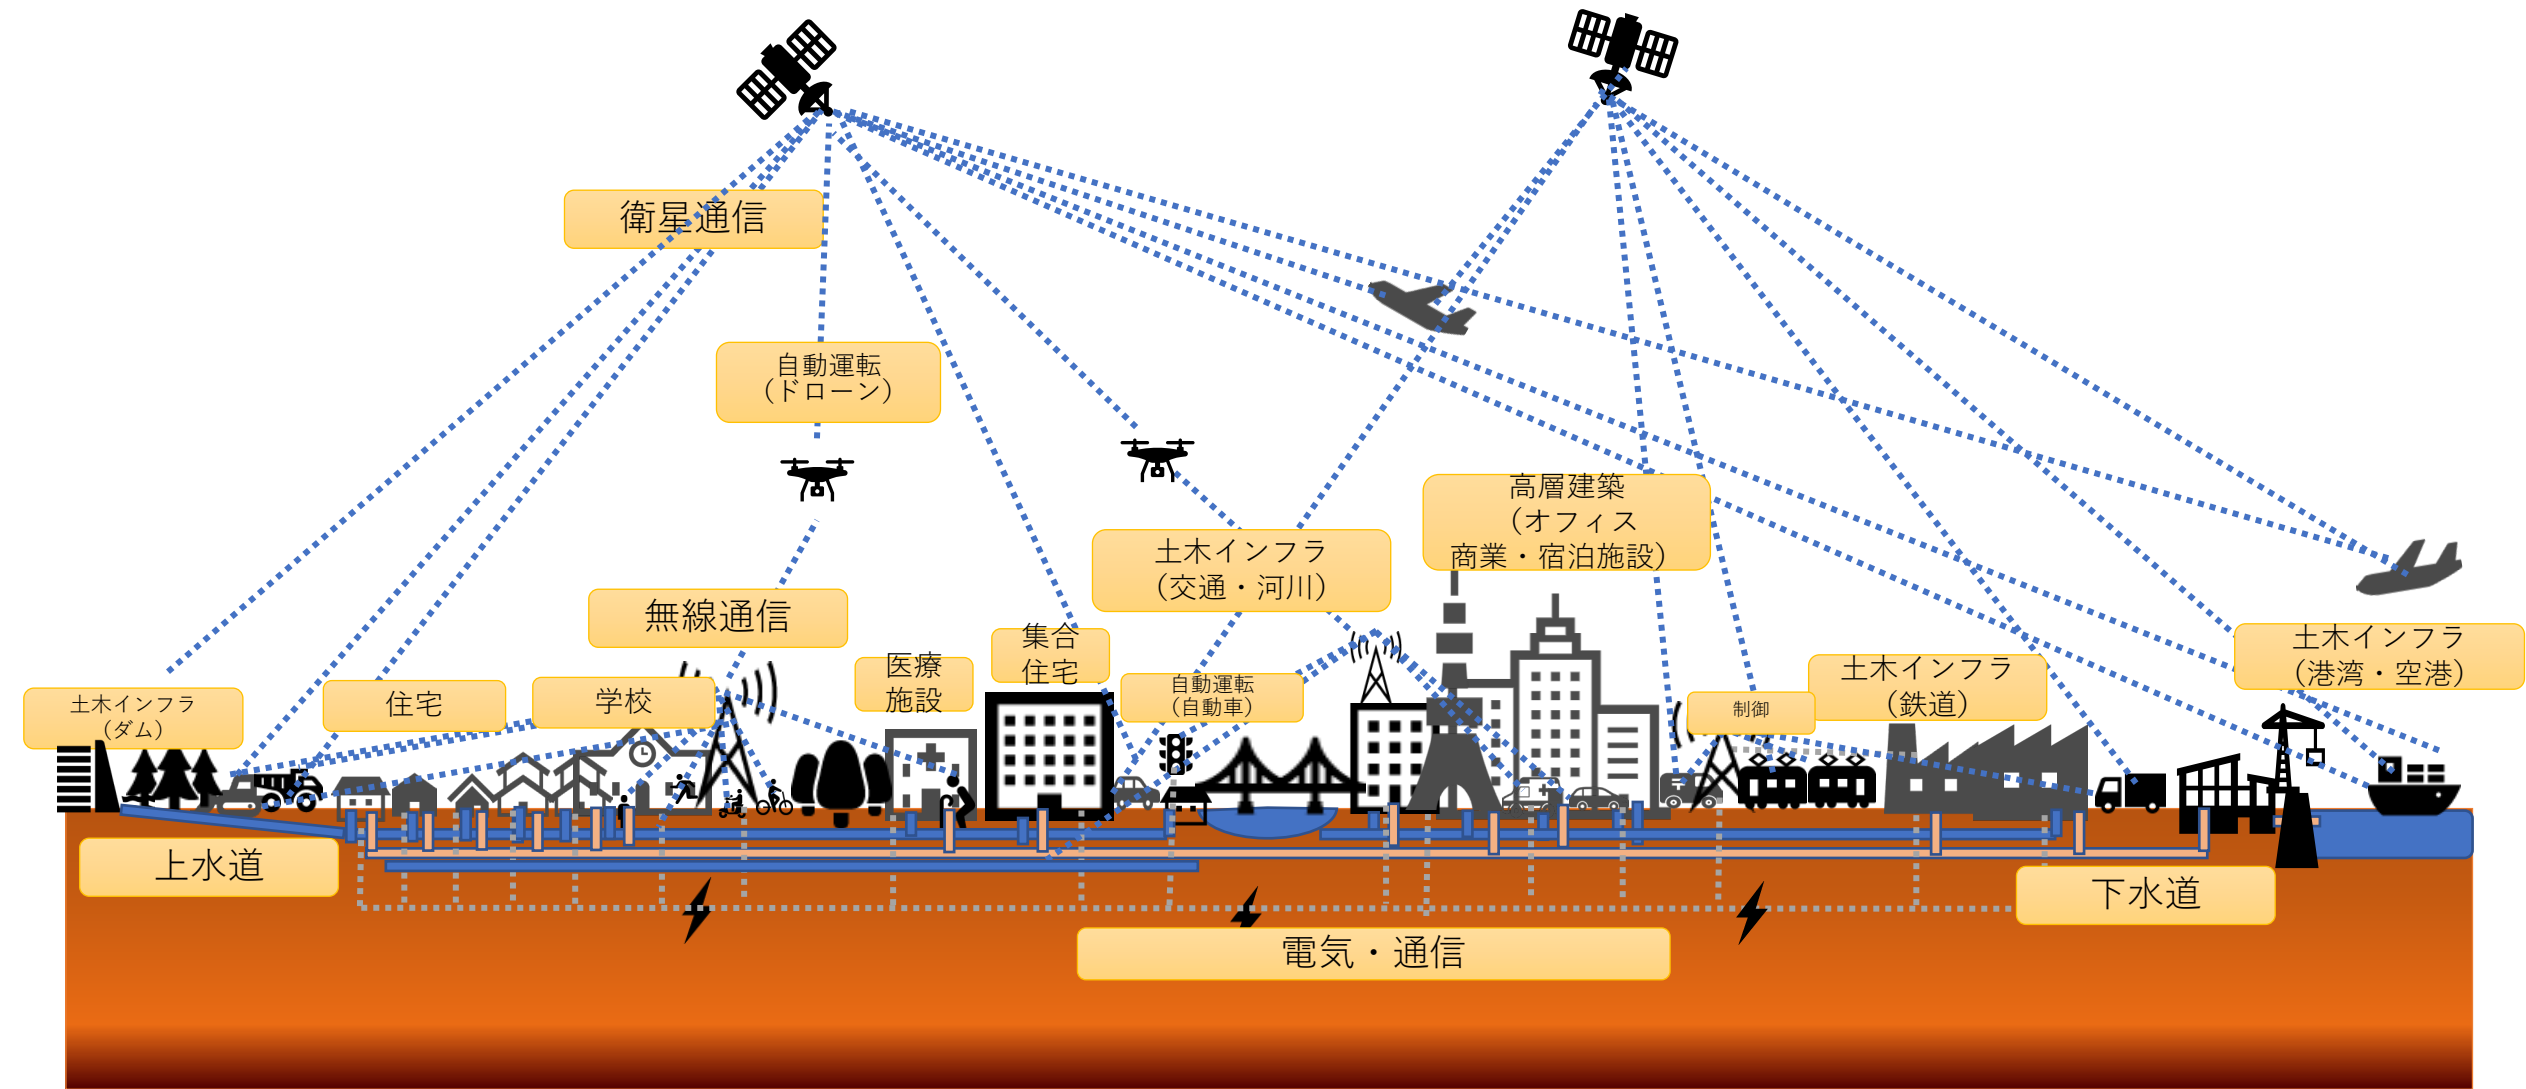 衛星通信
自動運転
（ドローン）
高層建築
（オフィス
商業・宿泊施設）
土木インフラ
（交通・河川）
無線通信
集合
住宅
医療
施設
土木インフラ
（港湾・空港）
土木インフラ
（鉄道）
自動運転
（自動車）
制御
土木インフラ
（ダム）
住宅
学校
上水道
下水道
電気・通信